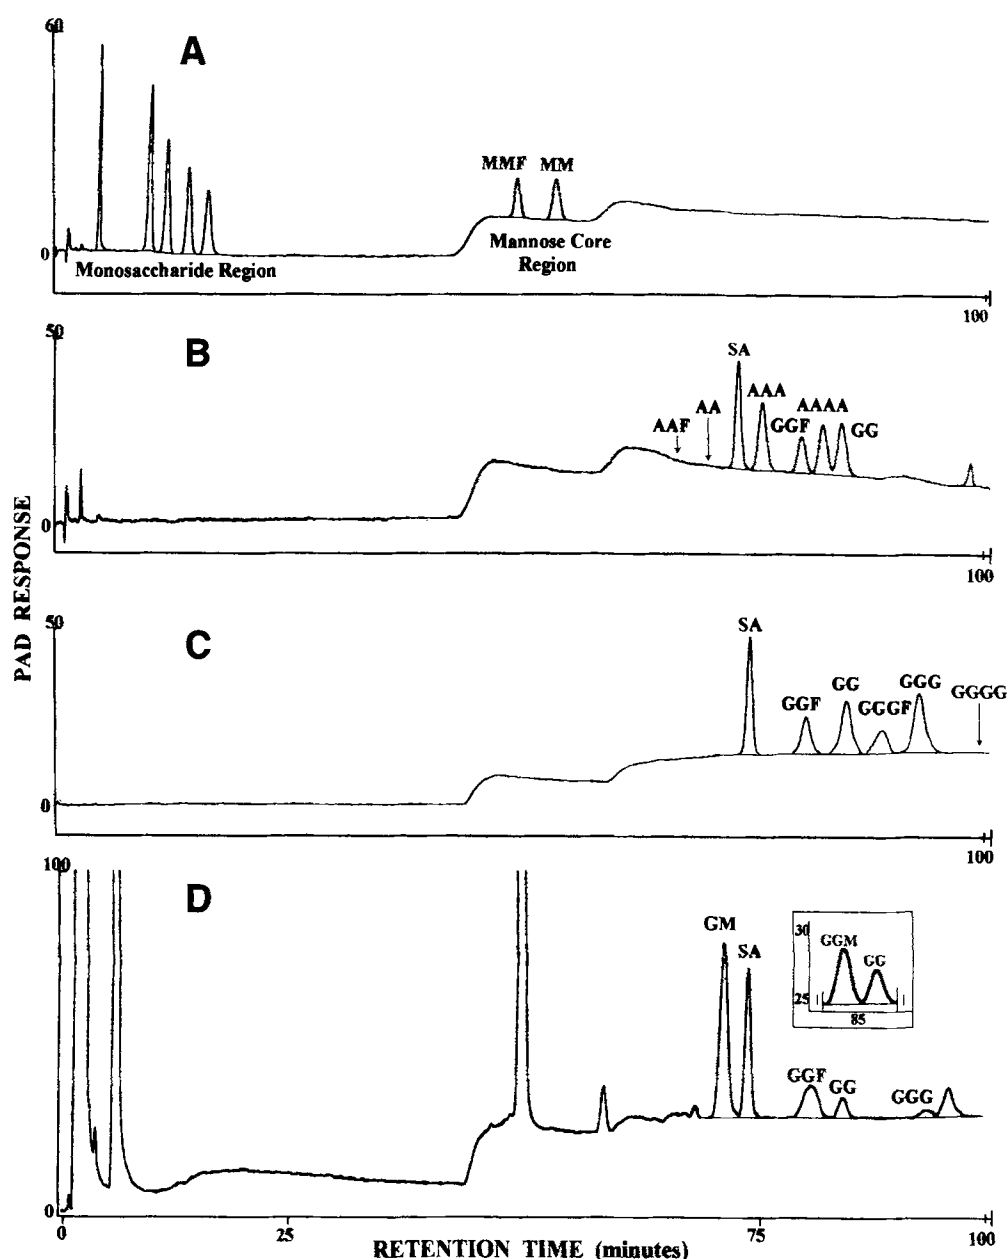 60
A
MMF MM
0
Monosaccharide Region
Mannose Core
Region
100
50
B
SA
AAA
AA
AAAA
AAF
GGF
GG
0
100
PAD RESPONSE
50
C
SA
GGG
GG
GGGG
GGF
GGGF
0
100
100
D
GM
SA
30
GGM
GG
25
85
GGF
GG
GGG
0
0 25 75 100
RETENTION TIME (minutes)